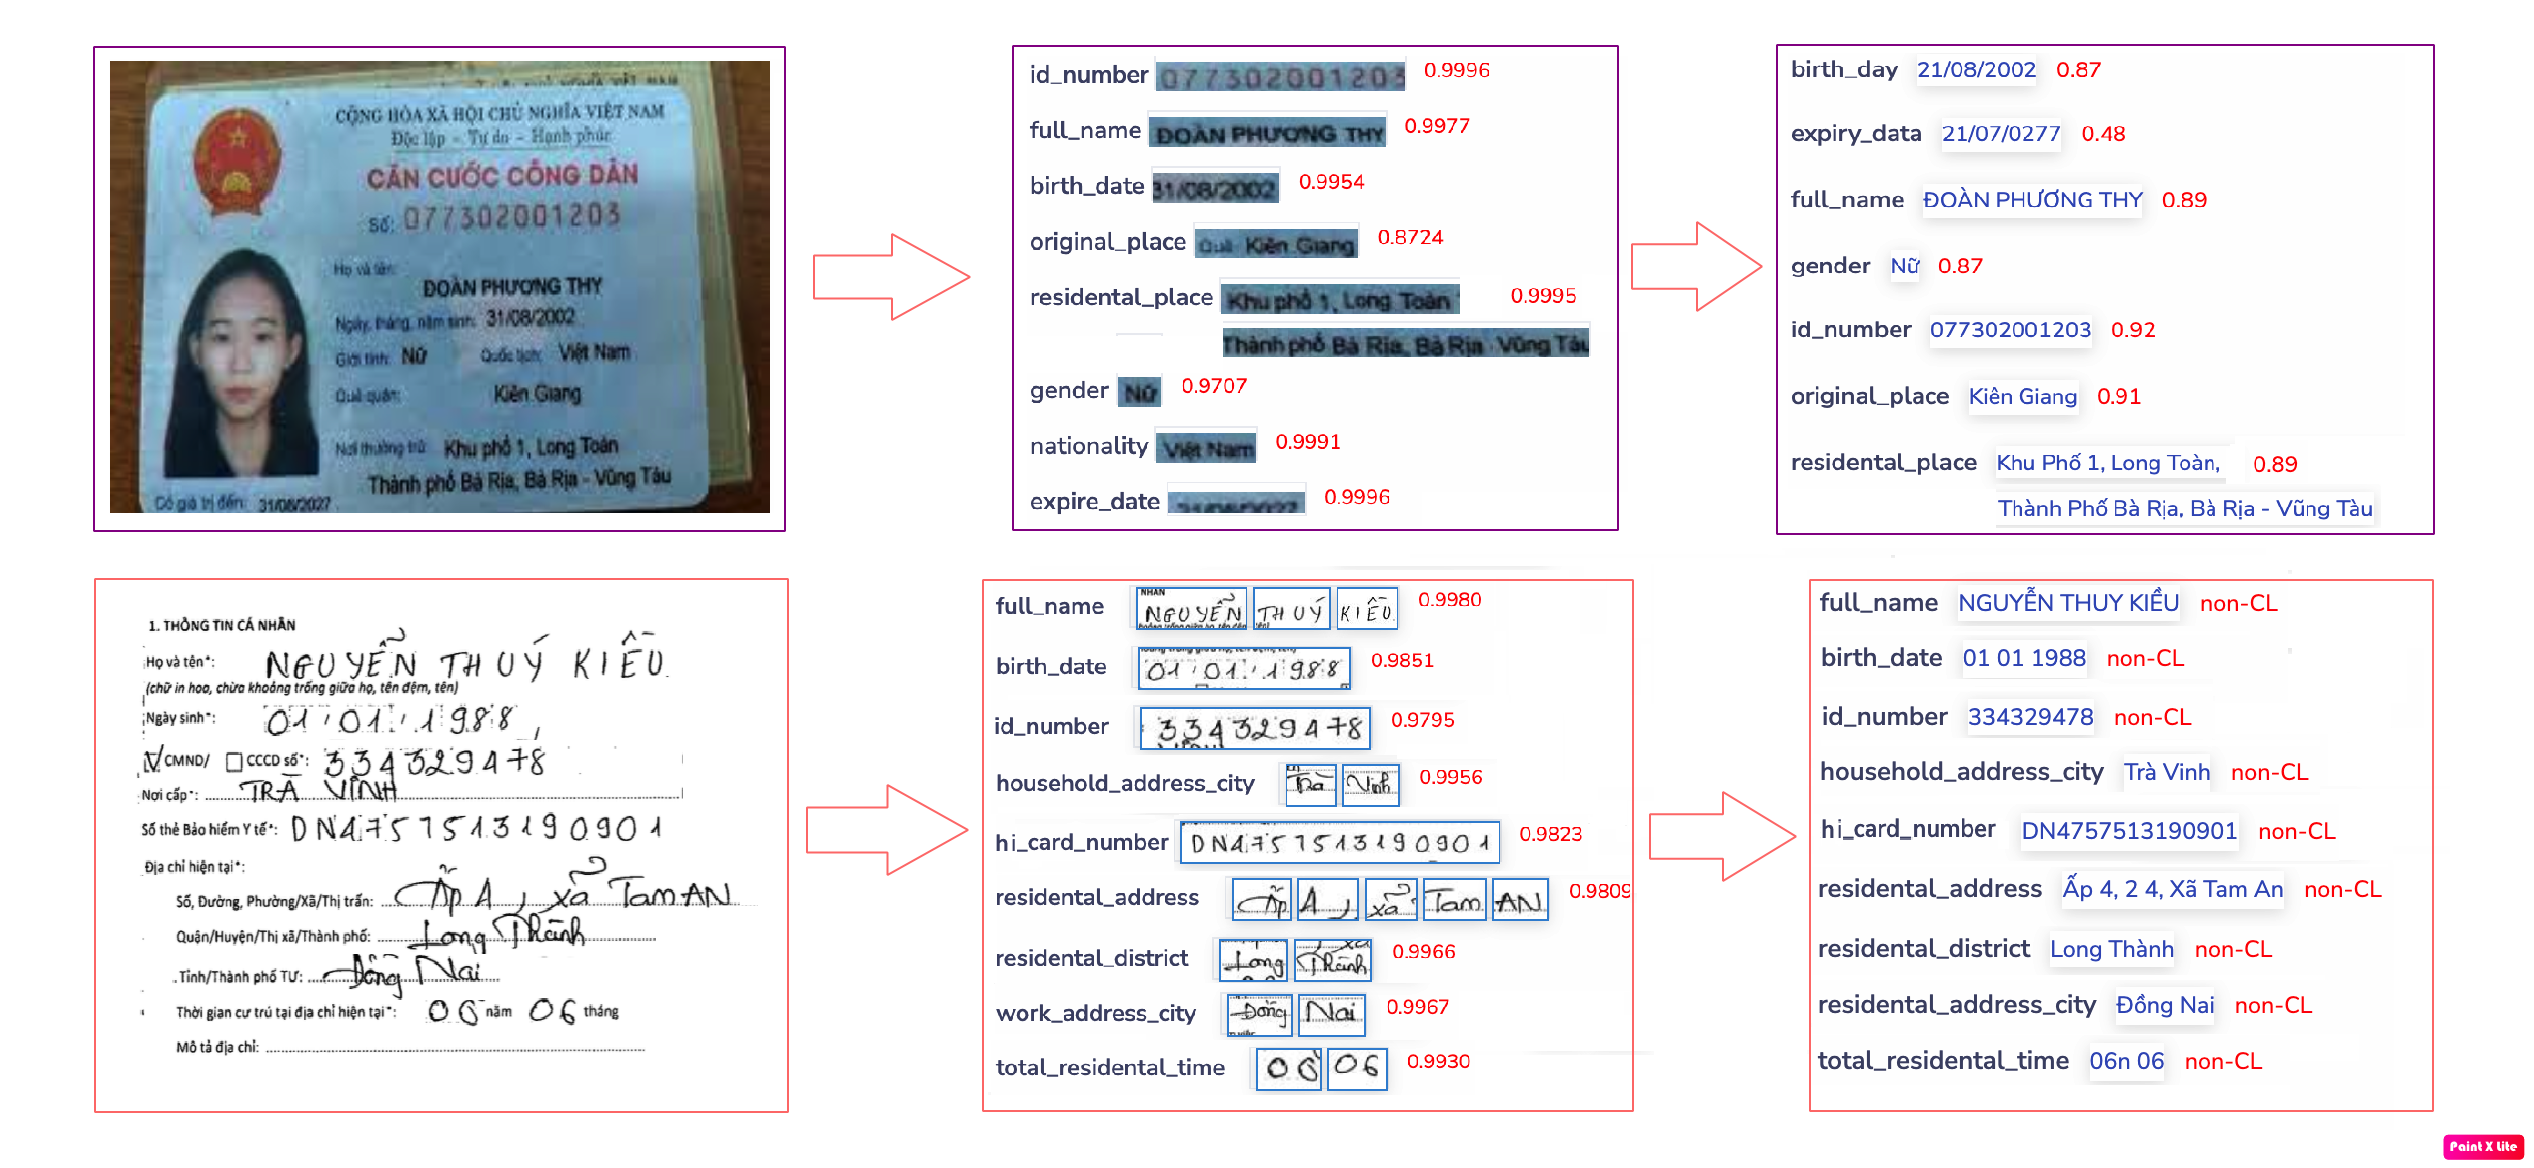 CỘNG HÒA XÃ HỘI CHỦ NGHĨA VIỆT NAM
Độc lập - Tự do - Hạnh phúc
CĂN CƯỚC CÔNG DÂN
Số: 077302001203
Họ và tên:
ĐOÀN PHƯƠNG THY
Ngày, tháng, năm sinh: 31/08/2002
Giới tính: Nữ Quốc tịch: Việt Nam
Quê quán: Kiên Giang
Nơi thường trú: Khu phố 1, Long Toàn
Thành phố Bà Rịa, Bà Rịa - Vũng Tàu
Có giá trị đến: 31/08/2027
id_number 077302001203 0.9996
full_name ĐOÀN PHƯƠNG THY 0.9977
birth_date 31/08/2002 0.9954
original_place Quê Kiên Giang 0.8724
residental_place Khu phố 1, Long Toàn 0.9995
Thành phố Bà Rịa, Bà Rịa - Vũng Tàu
gender Nữ 0.9707
nationality Việt Nam 0.9991
expire_date 0.9996
birth_day 21/08/2002 0.87
expiry_data 21/07/0277 0.48
full_name ĐOÀN PHƯƠNG THY 0.89
gender Nữ 0.87
id_number 077302001203 0.92
original_place Kiên Giang 0.91
residental_place Khu Phố 1, Long Toàn, 0.89
Thành Phố Bà Rịa, Bà Rịa - Vũng Tàu
1. THÔNG TIN CÁ NHÂN
Họ và tên*: NGUYỄN THUÝ KIỀU
(chữ in hoa, chừa khoảng trống giữa họ, tên đệm, tên)
Ngày sinh*: 01 01 1988
CMND/ CCCD số*: 334329478
Nơi cấp*: TRÀ VINH
Số thẻ Bảo hiểm Y tế*: DN4757513190901
Địa chỉ hiện tại*:
Số, Đường, Phường/Xã/Thị trấn: Ấp 4, xã Tam AN
Quận/Huyện/Thị xã/Thành phố: Long Thành
Tỉnh/Thành phố TƯ: Đồng Nai
Thời gian cư trú tại địa chỉ hiện tại*: 06 năm 06 tháng
Mô tả địa chỉ:
full_name NGUYỄN THUÝ KIỀU 0.9980
birth_date 01 01 1988 0.9851
id_number 334329478 0.9795
household_address_city Trà Vinh 0.9956
hi_card_number DN4757513190901 0.9823
residental_address Ấp 4, xã Tam AN 0.9809
residental_district Long Thành 0.9966
work_address_city Đồng Nai 0.9967
total_residental_time 06 06 0.9930
full_name NGUYỄN THUY KIỀU non-CL
birth_date 01 01 1988 non-CL
id_number 334329478 non-CL
household_address_city Trà Vinh non-CL
hi_card_number DN4757513190901 non-CL
residental_address Ấp 4, 2 4, Xã Tam An non-CL
residental_district Long Thành non-CL
residental_address_city Đồng Nai non-CL
total_residental_time 06n 06 non-CL
Paint X Lite